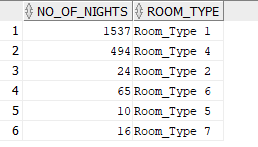 NO_OF_NIGHTS ROOM_TYPE
1 1537 Room_Type 1
2 494 Room_Type 4
3 24 Room_Type 2
4 65 Room_Type 6
5 10 Room_Type 5
6 16 Room_Type 7